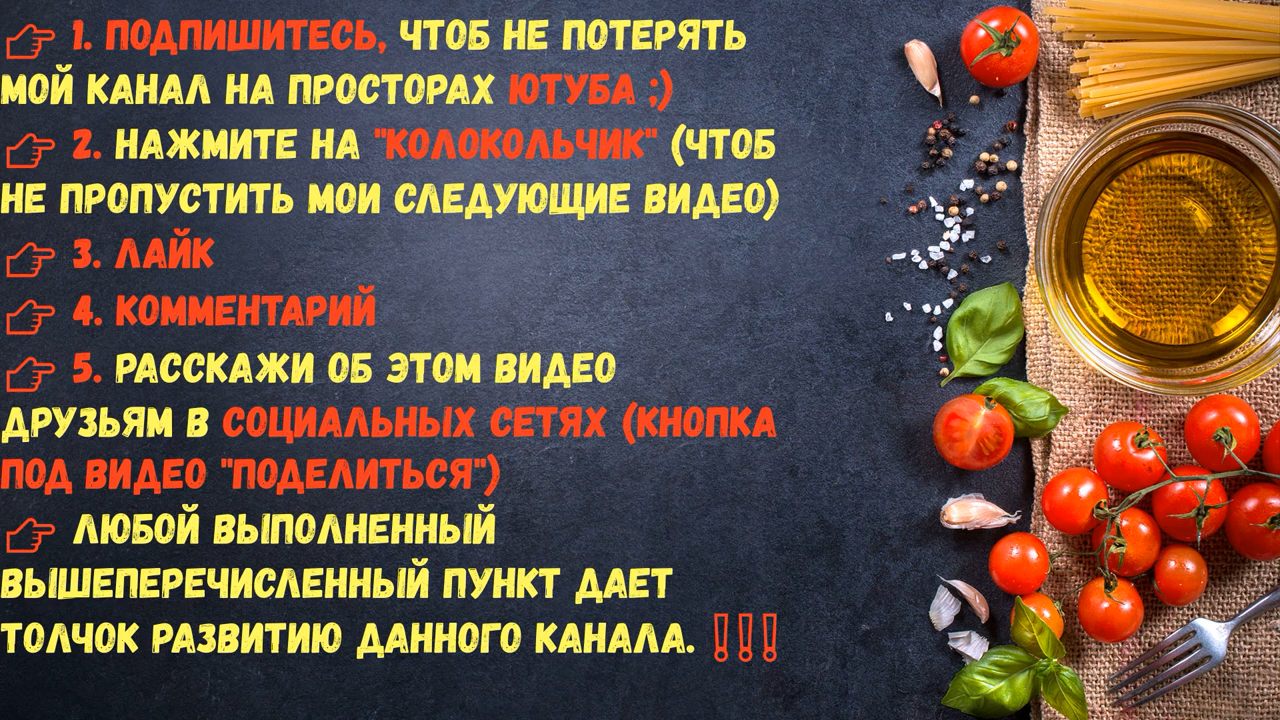 👉 1. ПОДПИШИТЕСЬ, ЧТОБ НЕ ПОТЕРЯТЬ
МОЙ КАНАЛ НА ПРОСТОРАХ ЮТУБА ;)
👉 2. НАЖМИТЕ НА "КОЛОКОЛЬЧИК" (ЧТОБ
НЕ ПРОПУСТИТЬ МОИ СЛЕДУЮЩИЕ ВИДЕО)
👉 3. ЛАЙК
👉 4. КОММЕНТАРИЙ
👉 5. РАССКАЖИ ОБ ЭТОМ ВИДЕО
ДРУЗЬЯМ В СОЦИАЛЬНЫХ СЕТЯХ (КНОПКА
ПОД ВИДЕО "ПОДЕЛИТЬСЯ")
👉 ЛЮБОЙ ВЫПОЛНЕННЫЙ
ВЫШЕПЕРЕЧИСЛЕННЫЙ ПУНКТ ДАЕТ
ТОЛЧОК РАЗВИТИЮ ДАННОГО КАНАЛА. ❗❗❗